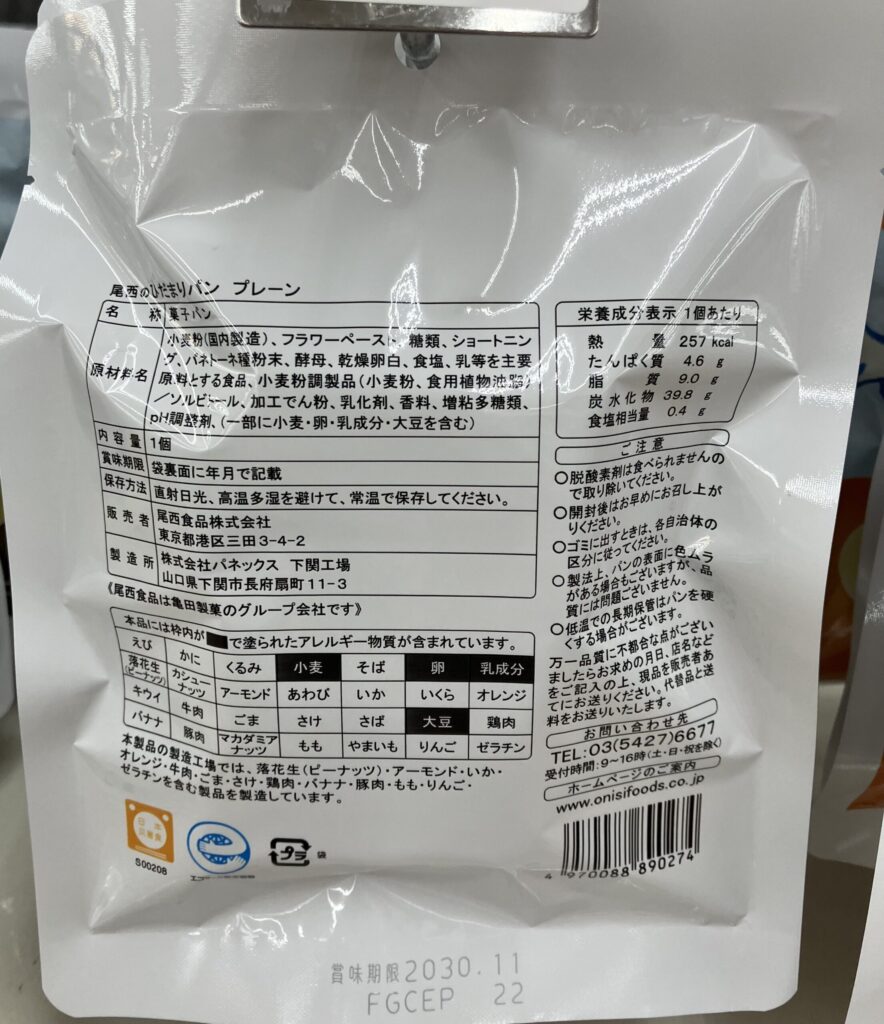 尾西のひだまりパン プレーン
名称 菓子パン
原材料名 小麦粉(国内製造)、フラワーペースト、糖類、ショートニン
グ、パネトーネ種粉末、酵母、乾燥卵白、食塩、乳等を主要
原料とする食品、小麦粉調製品(小麦粉、食用植物油脂)
/ソルビトール、加工でん粉、乳化剤、香料、増粘多糖類、
pH調整剤、(一部に小麦・卵・乳成分・大豆を含む)
内容量 1個
賞味期限 袋裏面に年月で記載
保存方法 直射日光、高温多湿を避けて、常温で保存してください。
販売者 尾西食品株式会社
東京都港区三田3-4-2
製造所 株式会社パネックス 下関工場
山口県下関市長府扇町11-3
《尾西食品は亀田製菓のグループ会社です》
本品には枠内が■で塗られたアレルギー物質が含まれています。
えび かに くるみ 小麦 そば 卵 乳成分
落花生(ピーナッツ) カシューナッツ アーモンド あわび いか いくら オレンジ
キウイ 牛肉 ごま さけ さば 大豆 鶏肉
バナナ 豚肉 マカダミアナッツ もも やまいも りんご ゼラチン
本製品の製造工場では、落花生(ピーナッツ)・アーモンド・いか・
オレンジ・牛肉・ごま・さけ・鶏肉・バナナ・豚肉・もも・りんご・
ゼラチンを含む製品を製造しています。
日本
災害食
S00208
プラ 袋
栄養成分表示 1個あたり
熱量 257 kcal
たんぱく質 4.6 g
脂質 9.0 g
炭水化物 39.8 g
食塩相当量 0.4 g
ご注意
○脱酸素剤は食べられませんの
で取り除いてください。
○開封後はお早めにお召し上が
りください。
○ゴミに出すときは、各自治体の
区分に従ってください。
○製法上、パンの表面に色ムラ
がある場合もございますが、品
質には問題ございません。
○低温での長期保管はパンを硬
くする場合がございます。
万一品質に不都合な点がござい
ましたらお求めの月日、店名など
をご記入の上、現品を販売者あ
てにお送りください。代替品と送
料をお送りいたします。
お問い合わせ先
TEL:03(5427)6677
受付時間:9~16時(土・日・祝を除く)
ホームページのご案内
www.onisifoods.co.jp
4 970088 890274
賞味期限2030.11
FGCEP 22